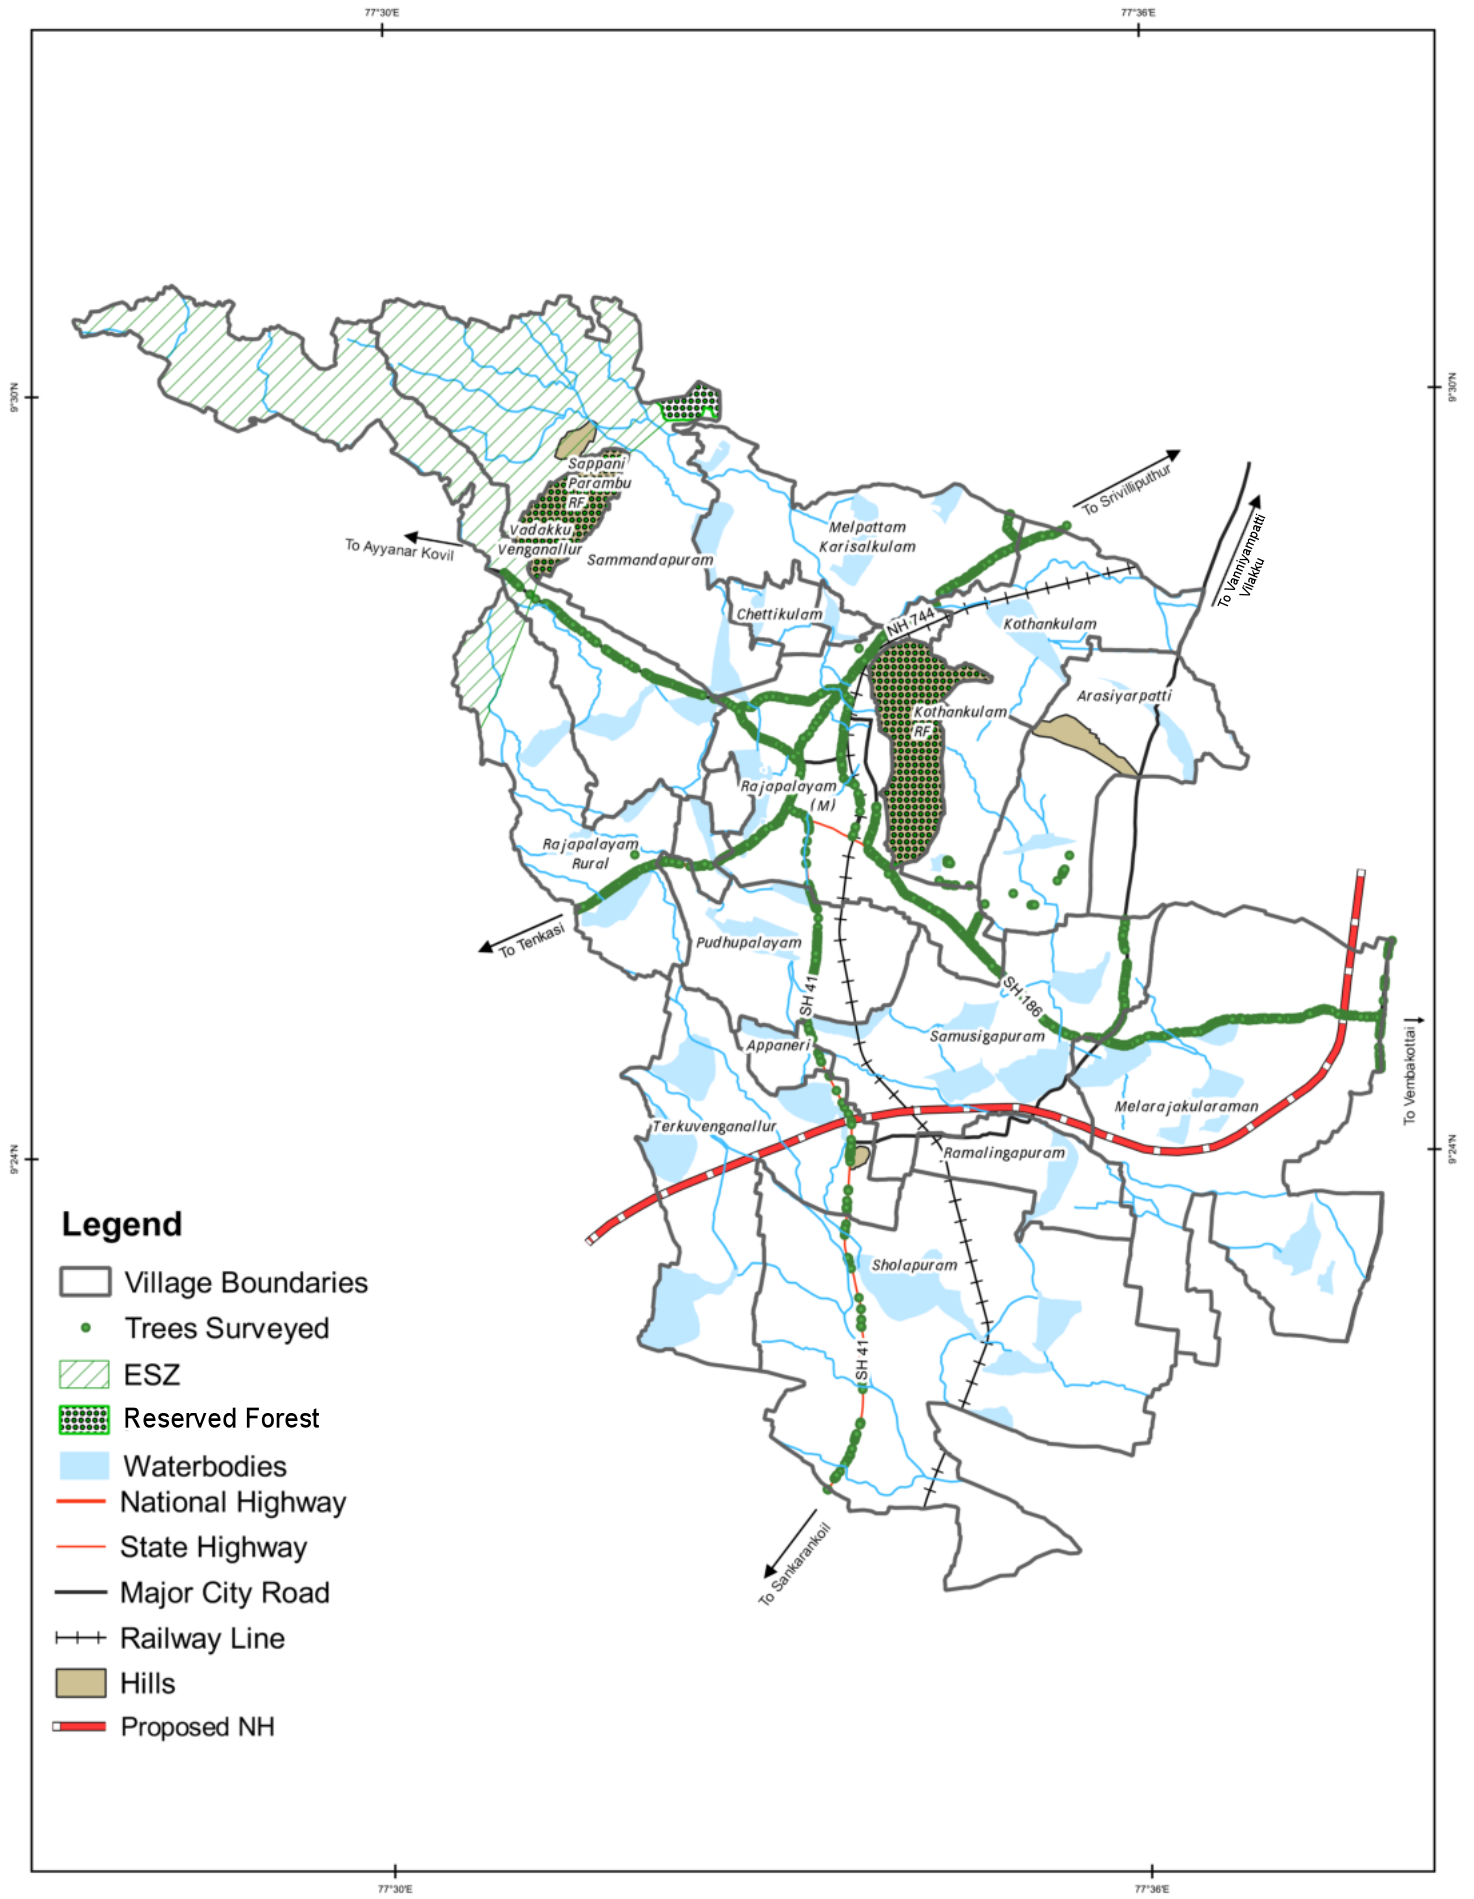 77°30'E
77°36'E
9°30'N
9°30'N
Sappani
Parambu
RF
Vadakku
Venganallur
Sammandapuram
To Ayyanar Kovil
To Srivilliputhur
To Vanniyampatti
Vilakku
Melpattam
Karisalkulam
Chettikulam
NH 744
Kothankulam
Arasiyarpatti
Kothankulam
RF
Rajapalayam
(M)
Rajapalayam
Rural
To Tenkasi
Pudhupalayam
SH 41
SH 186
Samusigapuram
Appaneri
To Vembakottai
Melarajakularaman
Terkuvenganallur
Ramalingapuram
9°24'N
9°24'N
Sholapuram
SH 41
To Sankarankoil
Legend
Village Boundaries
Trees Surveyed
ESZ
Reserved Forest
Waterbodies
National Highway
State Highway
Major City Road
Railway Line
Hills
Proposed NH
77°30'E
77°36'E